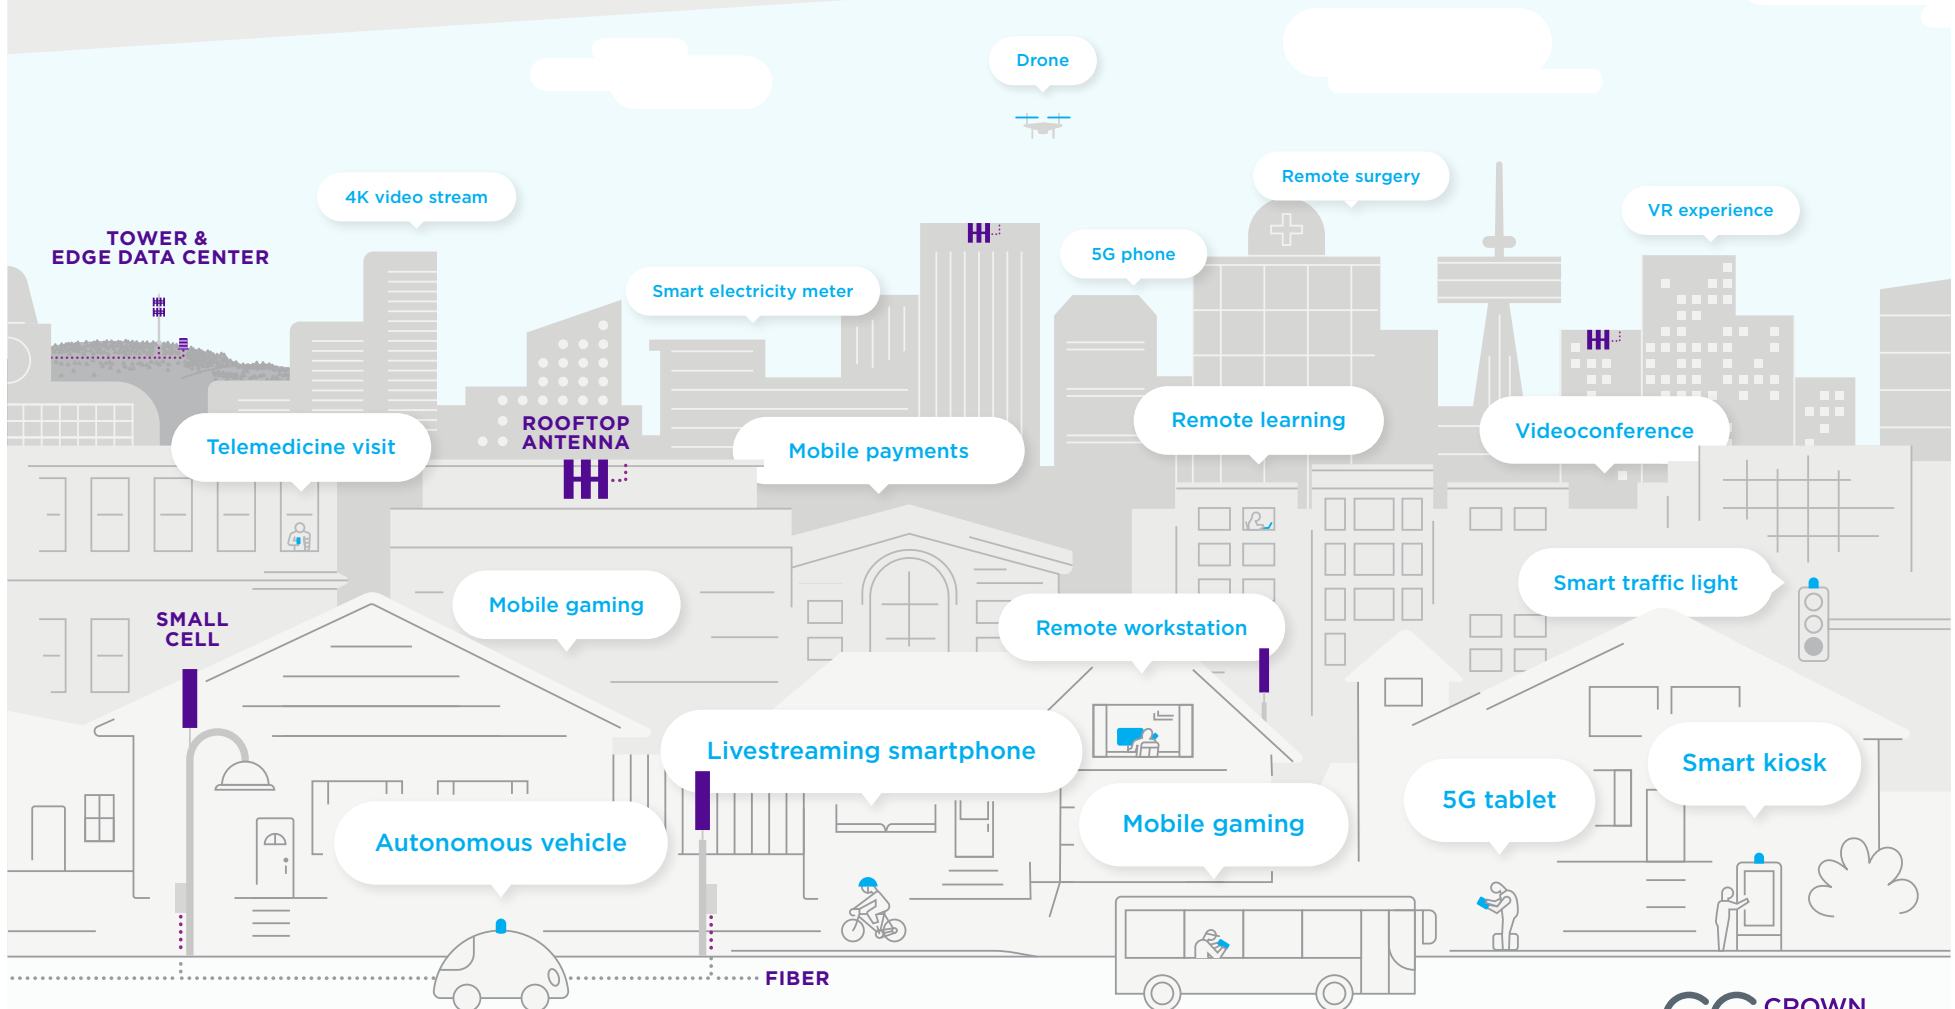 Drone
Remote surgery
4K video stream
VR experience
TOWER &
EDGE DATA CENTER
5G phone
Smart electricity meter
ROOFTOP
ANTENNA
Remote learning
Videoconference
Telemedicine visit
Mobile payments
Smart traffic light
Mobile gaming
SMALL
CELL
Remote workstation
Livestreaming smartphone
Smart kiosk
5G tablet
Mobile gaming
Autonomous vehicle
FIBER
CROWN